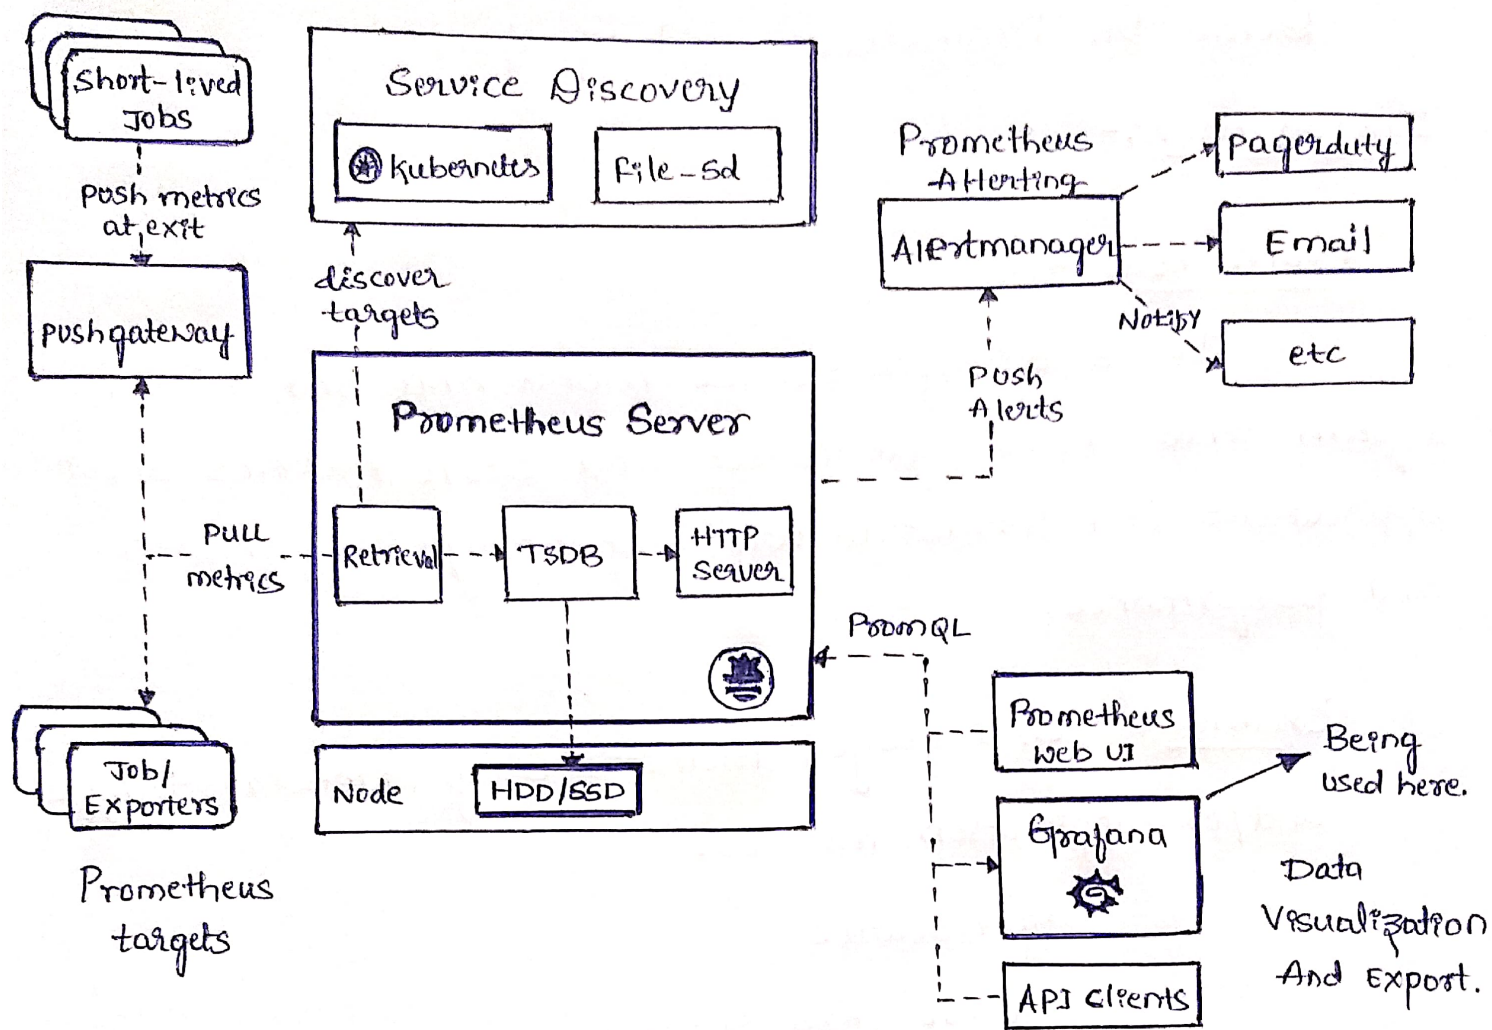 Short-lived
Jobs
push metrics
at exit
pushgateway
PULL
metrics
Job/
Exporters
Prometheus
targets
Service Discovery
Kubernetes
File_sd
discover
targets
Prometheus Server
Retrieval
TSDB
HTTP
Server
Node
HDD/SSD
Prometheus
Alerting
Alertmanager
pagerduty
Email
etc
Notify
Push
Alerts
PromQL
Prometheus
Web UI
Grafana
API clients
Being
used here.
Data
Visualization
And Export.